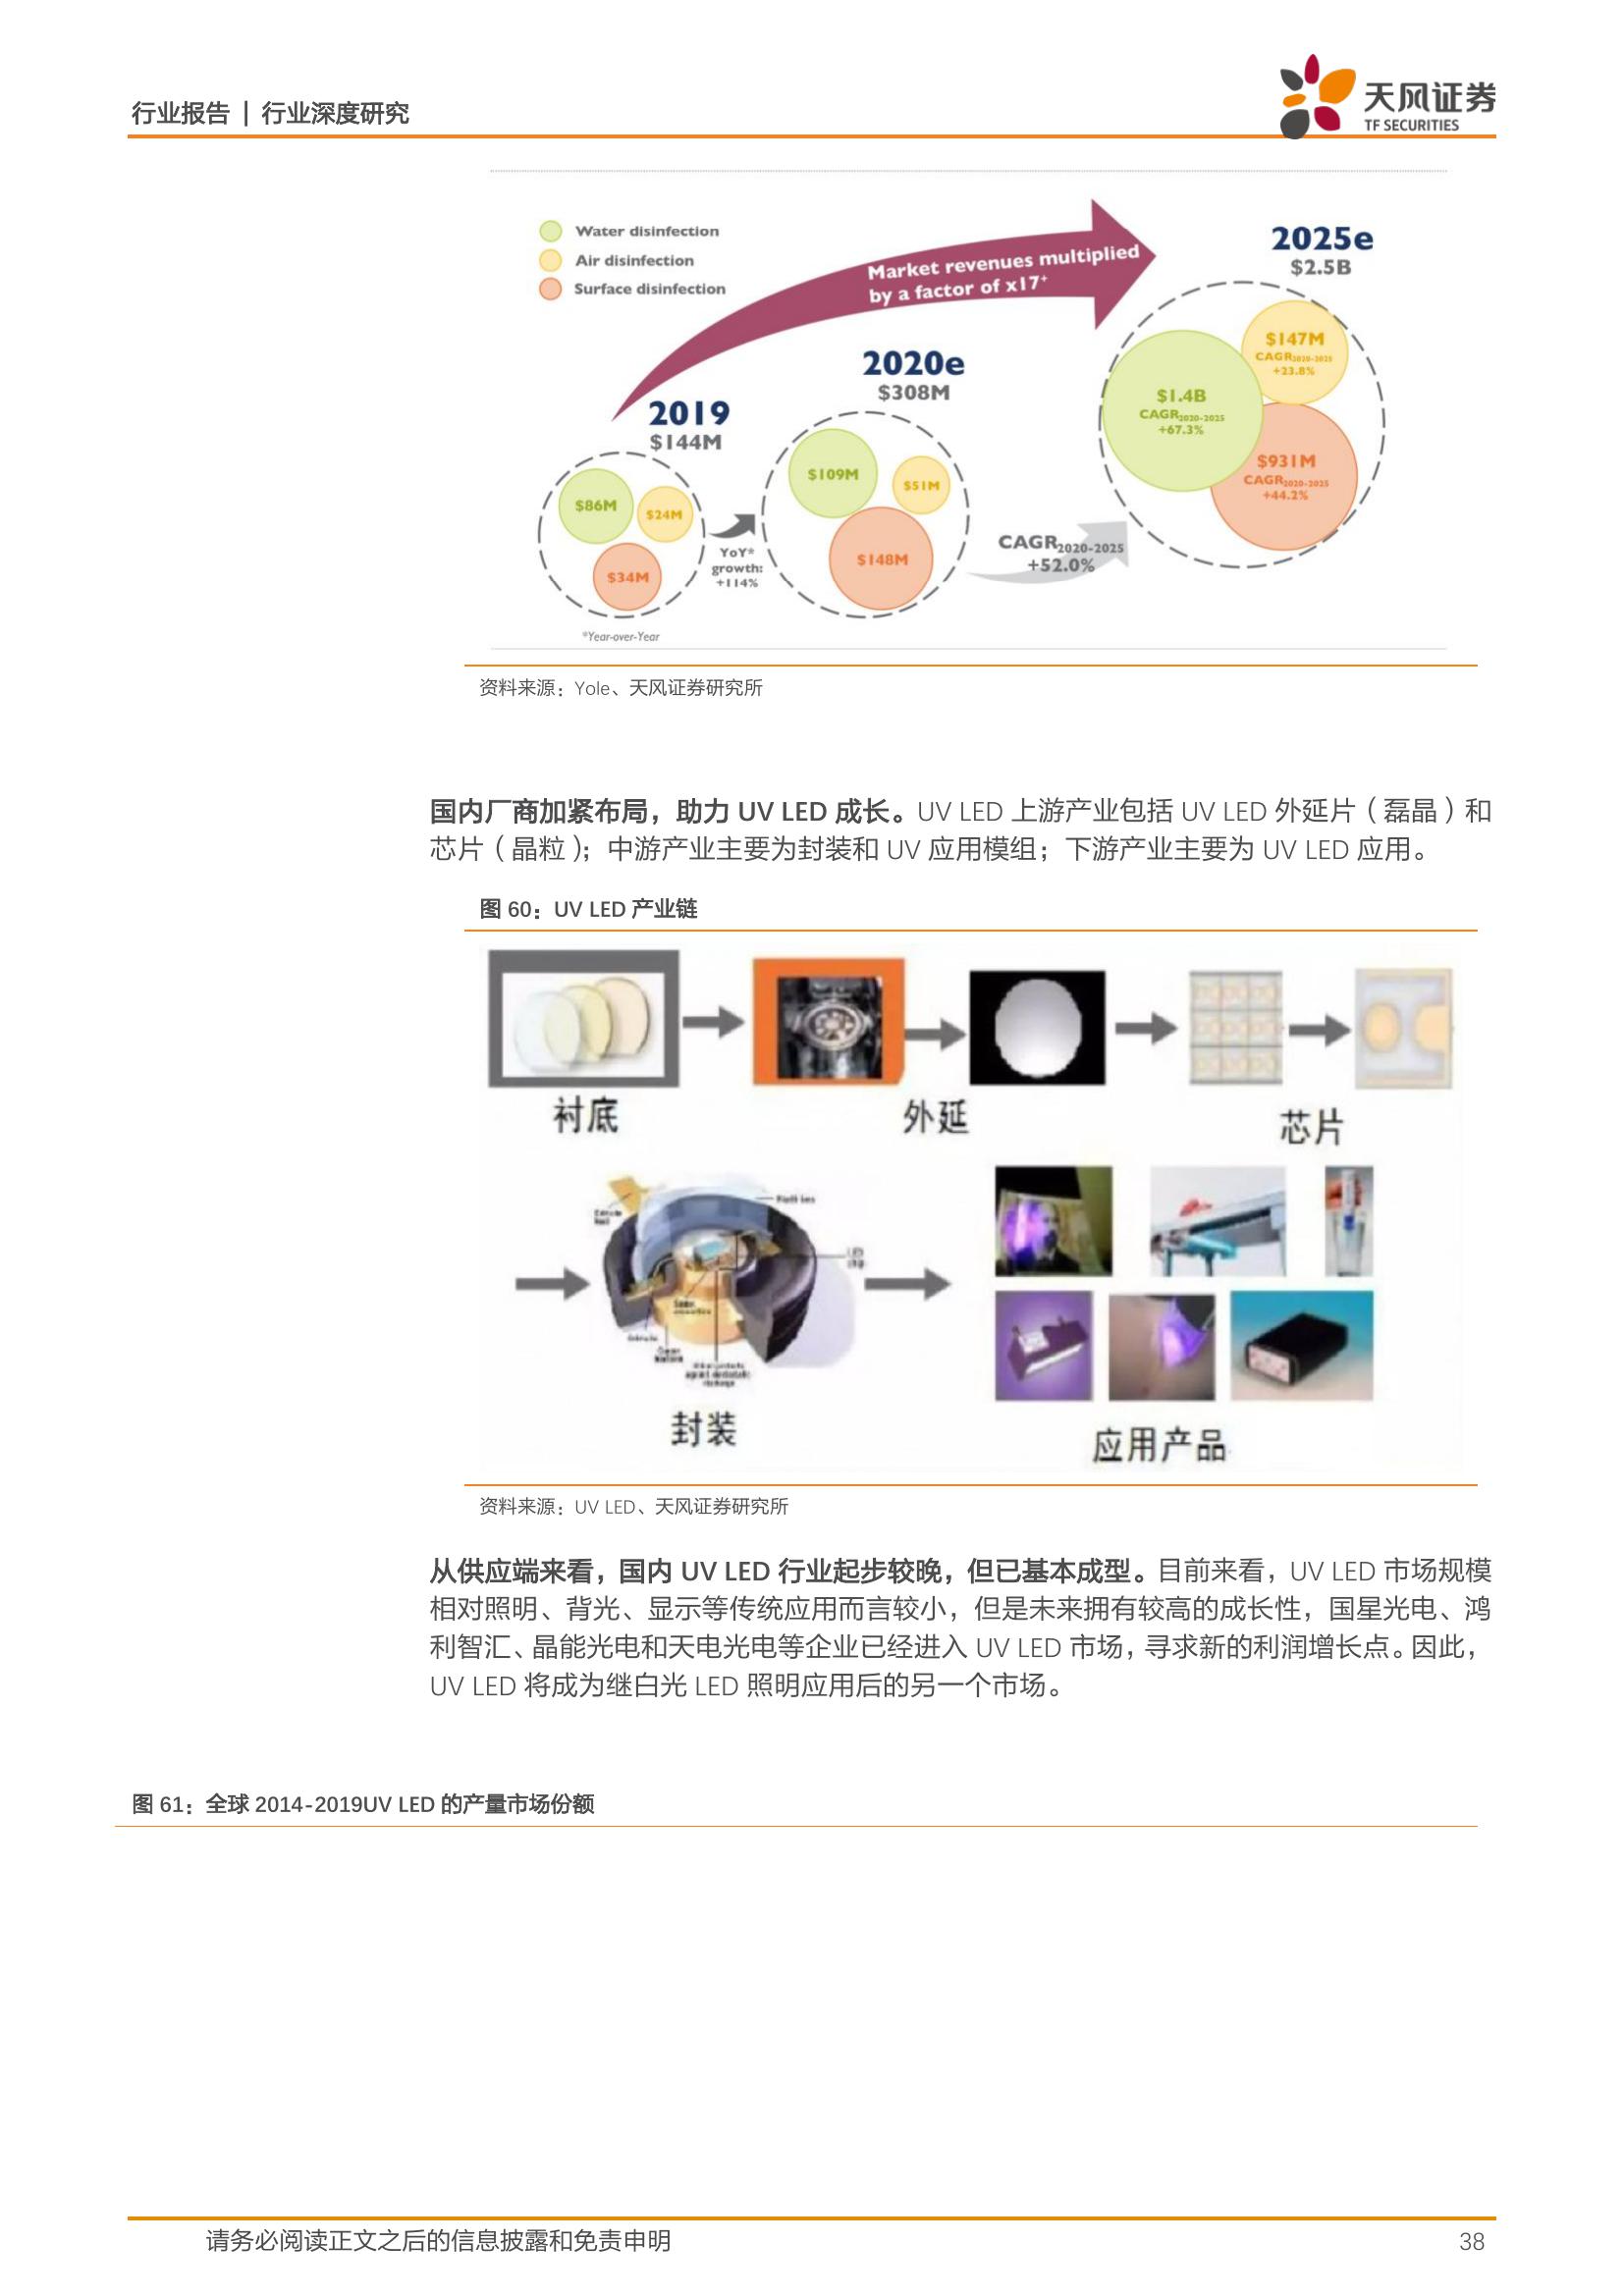 行业报告 | 行业深度研究
天风证券
TF SECURITIES
Water disinfection
Air disinfection
Surface disinfection
Market revenues multiplied
by a factor of x17+
2025e
$2.5B
$147M
CAGR2020-2025
+23.8%
$1.4B
CAGR2020-2025
+67.3%
$931M
CAGR2020-2025
+44.2%
2020e
$308M
$109M
$51M
$148M
2019
$144M
$86M
$24M
$34M
YoY*
growth:
+114%
CAGR2020-2025
+52.0%
*Year-over-Year
资料来源：Yole、天风证券研究所
国内厂商加紧布局，助力 UV LED 成长。UV LED 上游产业包括 UV LED 外延片（磊晶）和
芯片（晶粒）；中游产业主要为封装和 UV 应用模组；下游产业主要为 UV LED 应用。
图 60：UV LED 产业链
衬底
外延
芯片
封装
应用产品
资料来源：UV LED、天风证券研究所
从供应端来看，国内 UV LED 行业起步较晚，但已基本成型。目前来看，UV LED 市场规模
相对照明、背光、显示等传统应用而言较小，但是未来拥有较高的成长性，国星光电、鸿
利智汇、晶能光电和天电光电等企业已经进入 UV LED 市场，寻求新的利润增长点。因此，
UV LED 将成为继白光 LED 照明应用后的另一个市场。
图 61：全球 2014-2019UV LED 的产量市场份额
请务必阅读正文之后的信息披露和免责申明
38